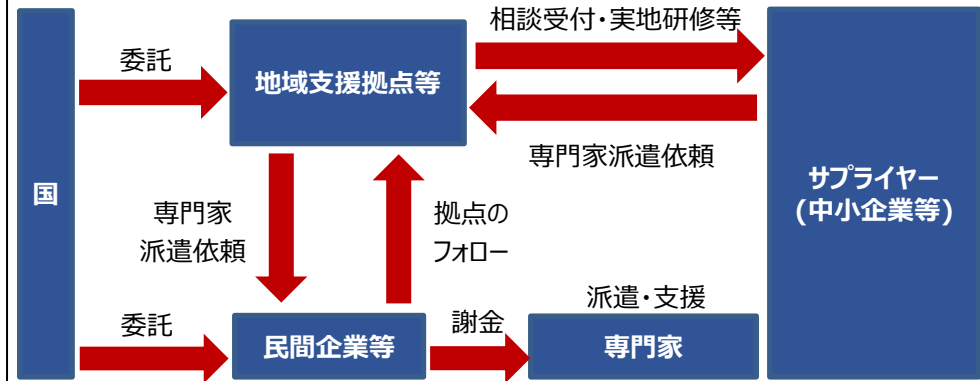 相談受付・実地研修等
委託
地域支援拠点等
専門家派遣依頼
国
サプライヤー
(中小企業等)
専門家
派遣依頼
拠点の
フォロー
派遣・支援
委託
謝金
民間企業等
専門家